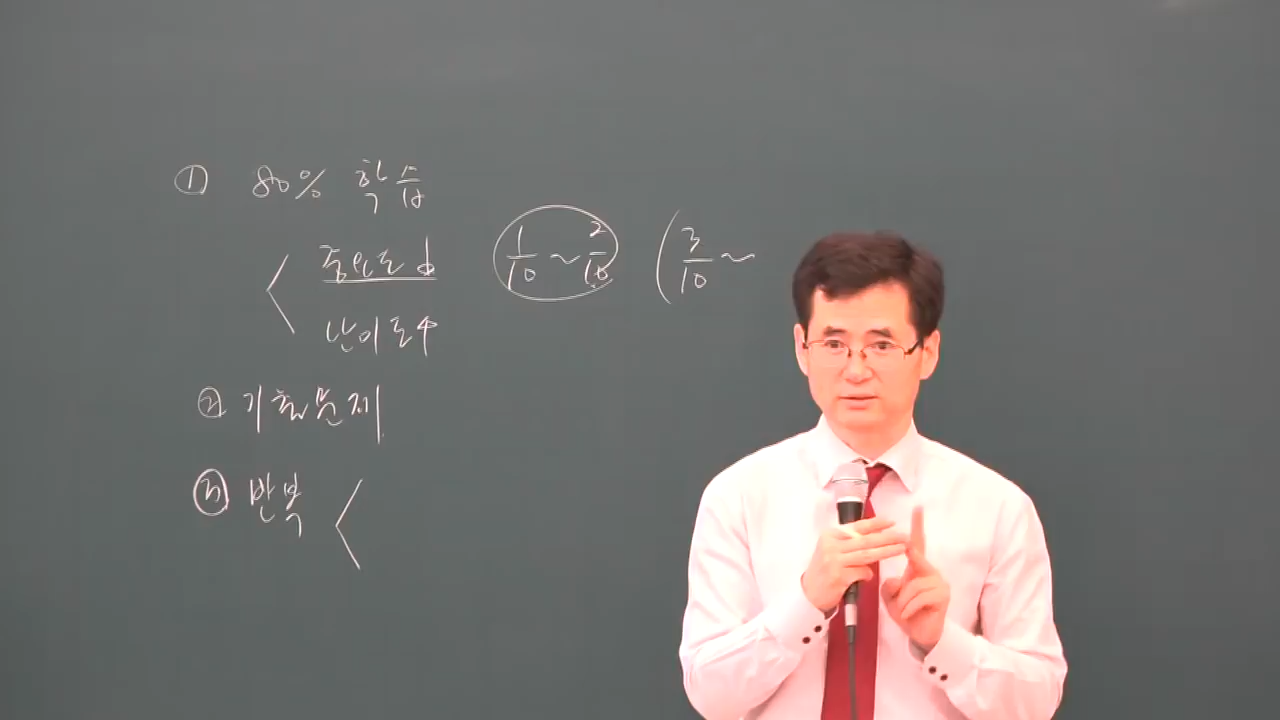 ① 80% 학습
중요도 ↓ 1/10 ~ 2/10 ( 3/10 ~
난이도 ↑
② 기출문제
③ 반복